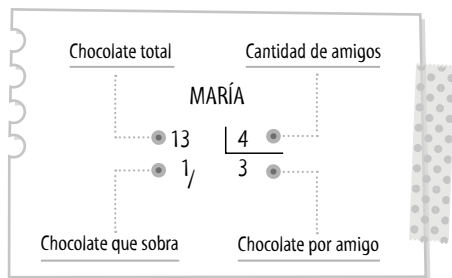 Chocolate total Cantidad de amigos
MARÍA
13 4
1/ 3
Chocolate que sobra Chocolate por amigo